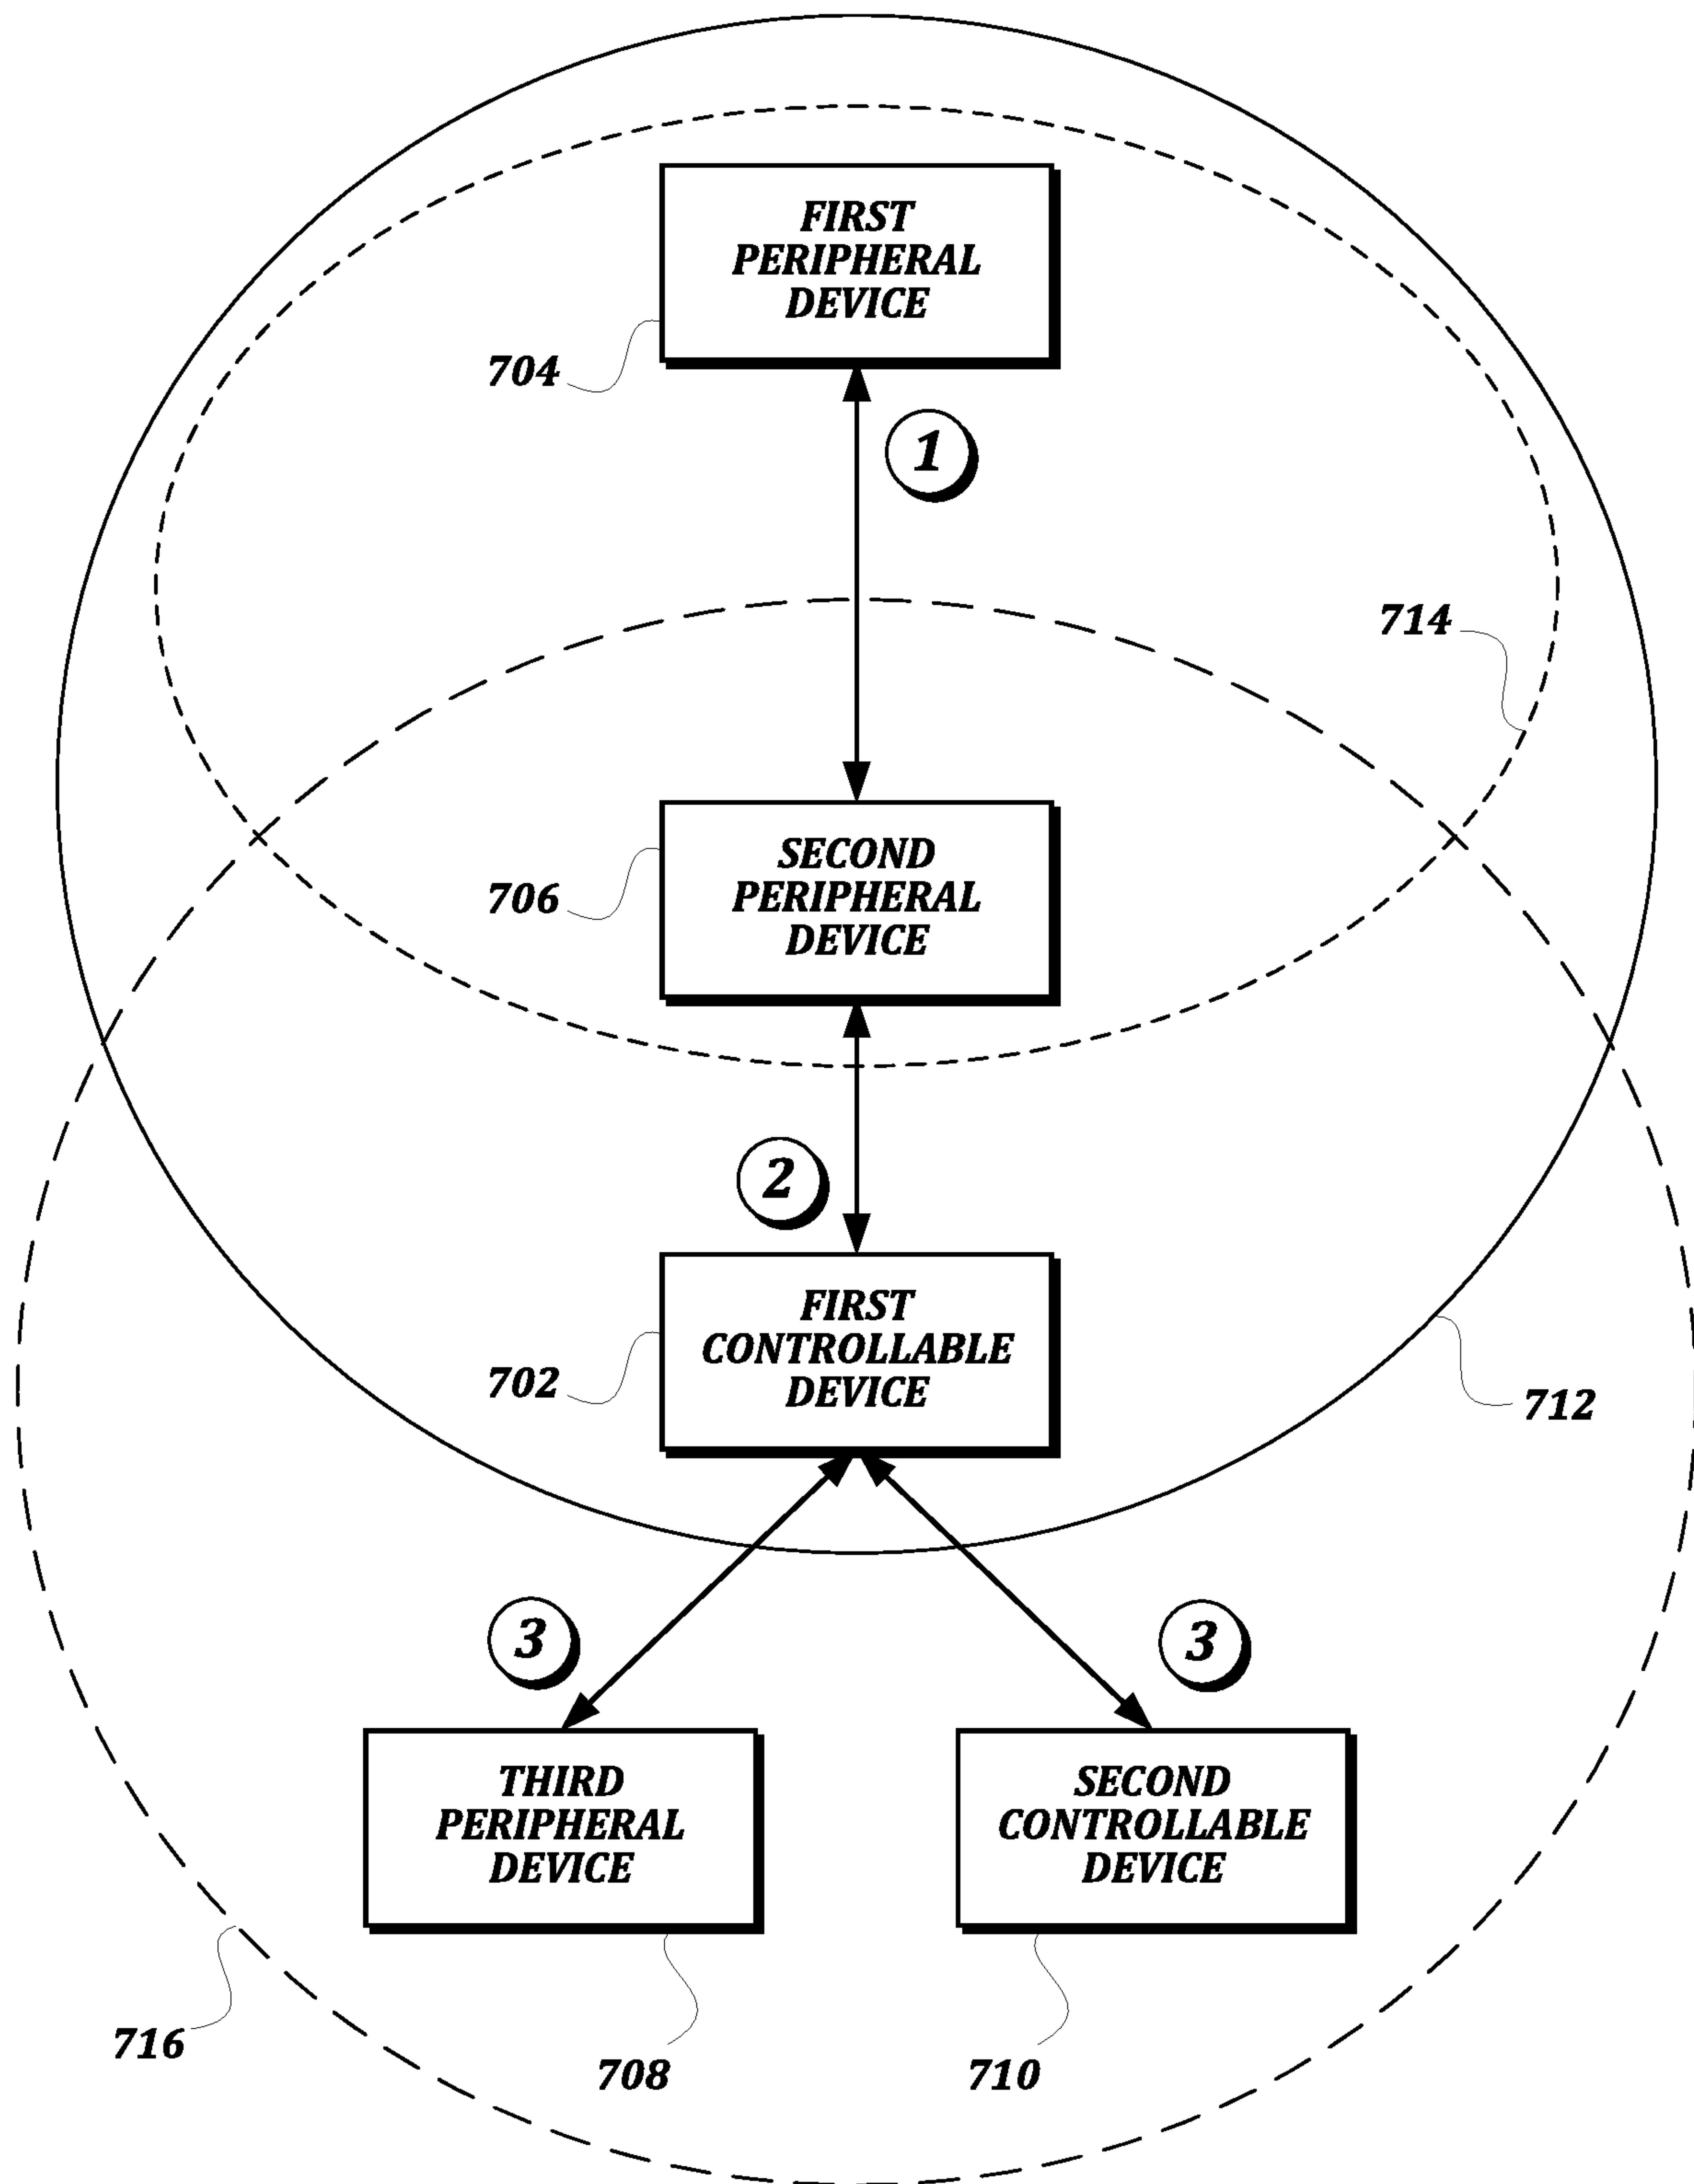 FIRST
PERIPHERAL
DEVICE
704
1
714
SECOND
PERIPHERAL
DEVICE
706
2
FIRST
CONTROLLABLE
DEVICE
702
712
3
3
THIRD
PERIPHERAL
DEVICE
SECOND
CONTROLLABLE
DEVICE
716
708
710